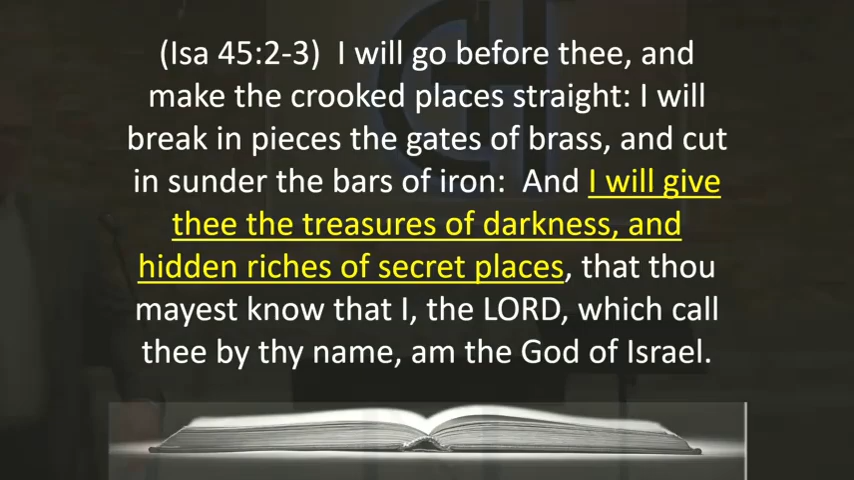 (Isa 45:2-3)  I will go before thee, and
make the crooked places straight: I will
break in pieces the gates of brass, and cut
in sunder the bars of iron:  And I will give
thee the treasures of darkness, and
hidden riches of secret places, that thou
mayest know that I, the LORD, which call
thee by thy name, am the God of Israel.